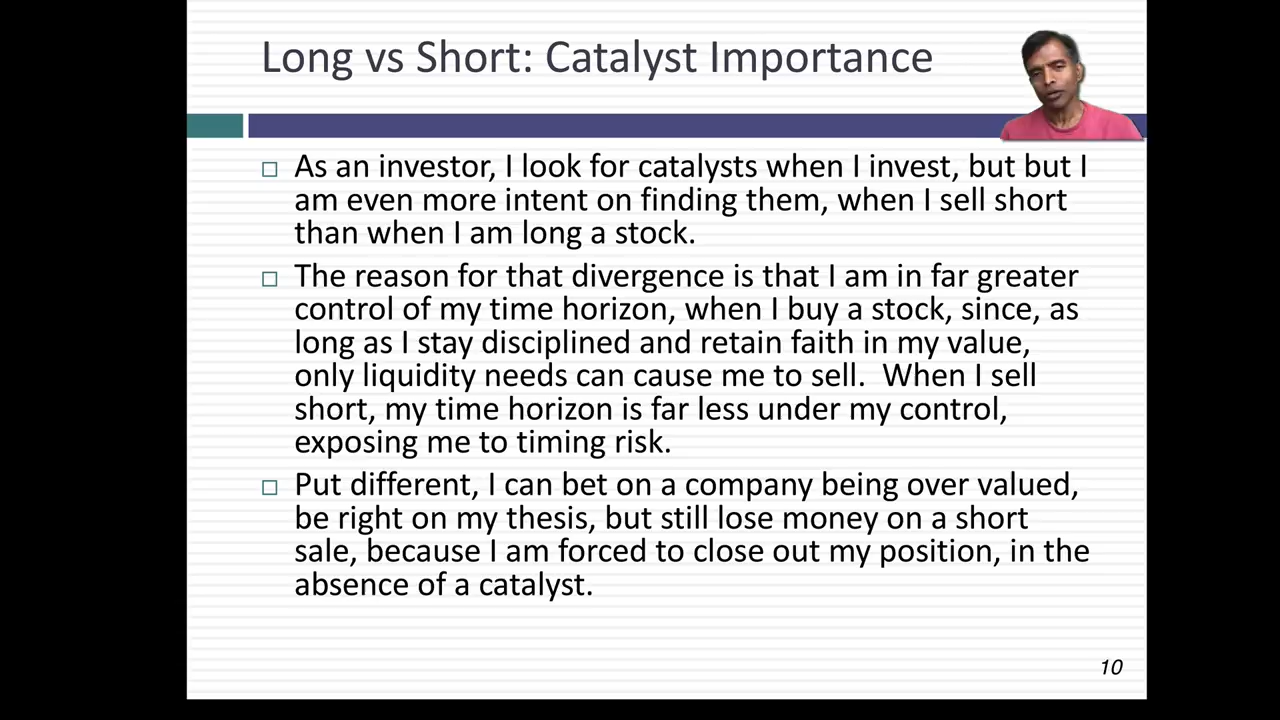 Long vs Short: Catalyst Importance
As an investor, I look for catalysts when I invest, but but I
am even more intent on finding them, when I sell short
than when I am long a stock.
The reason for that divergence is that I am in far greater
control of my time horizon, when I buy a stock, since, as
long as I stay disciplined and retain faith in my value,
only liquidity needs can cause me to sell.  When I sell
short, my time horizon is far less under my control,
exposing me to timing risk.
Put different, I can bet on a company being over valued,
be right on my thesis, but still lose money on a short
sale, because I am forced to close out my position, in the
absence of a catalyst.
10